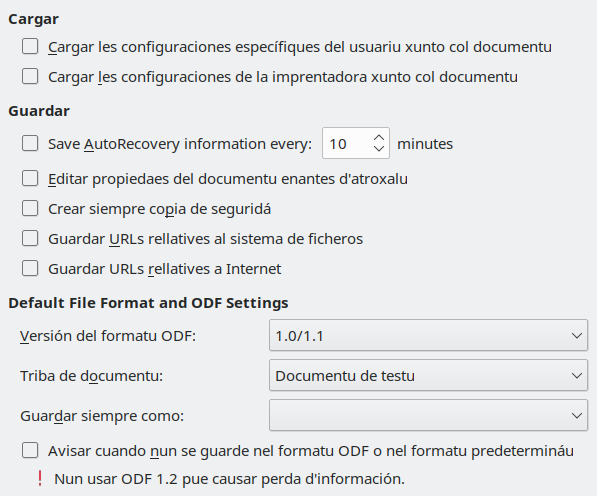 Cargar
Cargar les configuraciones específiques del usuariu xunto col documentu
Cargar les configuraciones de la imprentadora xunto col documentu
Guardar
Save AutoRecovery information every: 10 minutes
Editar propiedaes del documentu enantes d'atroxalu
Crear siempre copia de seguridá
Guardar URLs rellatives al sistema de ficheros
Guardar URLs rellatives a Internet
Default File Format and ODF Settings
Versión del formatu ODF: 1.0/1.1
Triba de documentu: Documentu de testu
Guardar siempre como:
Avisar cuando nun se guarde nel formatu ODF o nel formatu predetermináu
! Nun usar ODF 1.2 pue causar perda d'información.